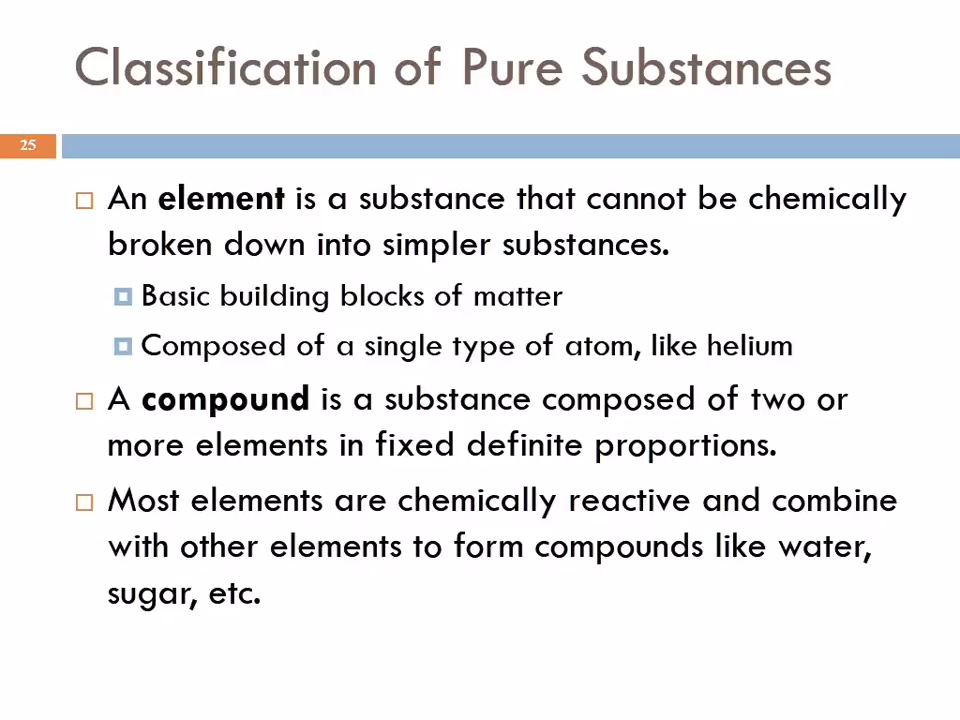 Classification of Pure Substances
25
An element is a substance that cannot be chemically
broken down into simpler substances.
Basic building blocks of matter
Composed of a single type of atom, like helium
A compound is a substance composed of two or
more elements in fixed definite proportions.
Most elements are chemically reactive and combine
with other elements to form compounds like water,
sugar, etc.